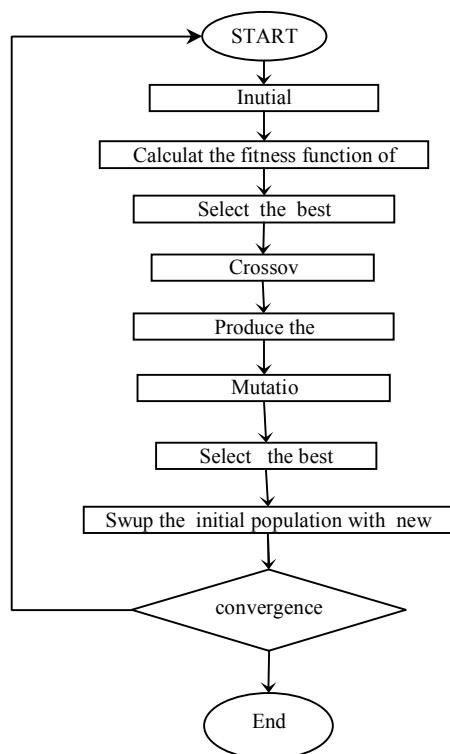 START
Inutial
Calculat the fitness function of
Select the best
Crossov
Produce the
Mutatio
Select the best
Swup the initial population with new
convergence
End